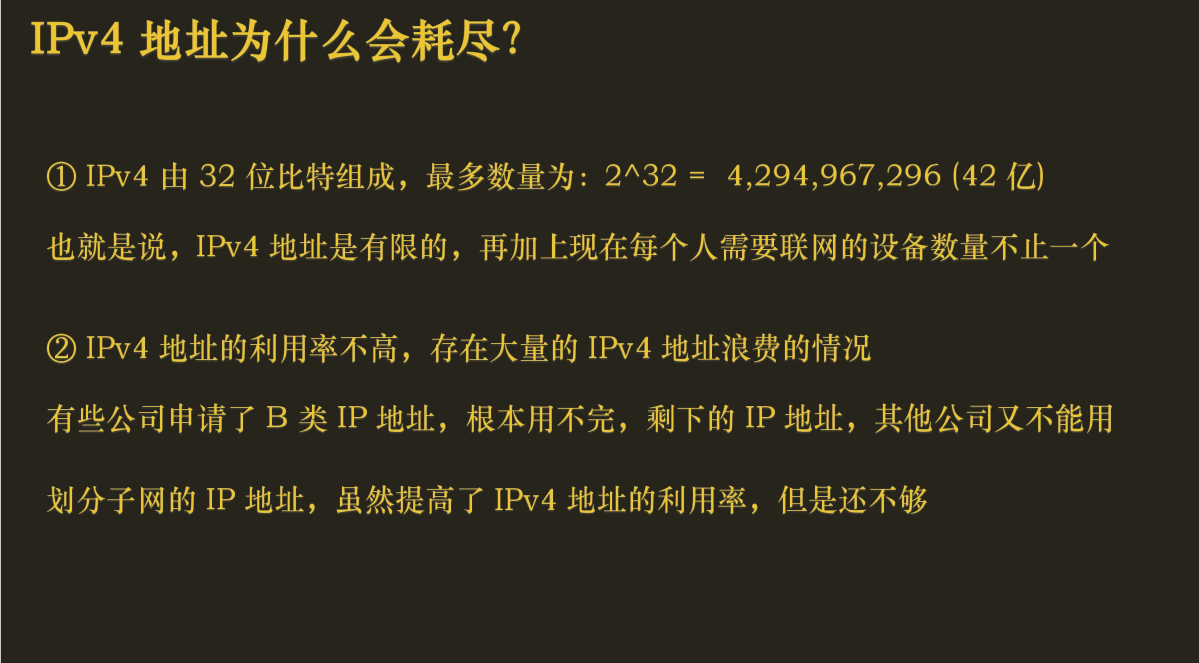 IPv4 地址为什么会耗尽?
① IPv4 由 32 位比特组成，最多数量为：2^32 = 4,294,967,296 (42 亿)
也就是说，IPv4 地址是有限的，再加上现在每个人需要联网的设备数量不止一个
② IPv4 地址的利用率不高，存在大量的 IPv4 地址浪费的情况
有些公司申请了 B 类 IP 地址，根本用不完，剩下的 IP 地址，其他公司又不能用
划分子网的 IP 地址，虽然提高了 IPv4 地址的利用率，但是还不够